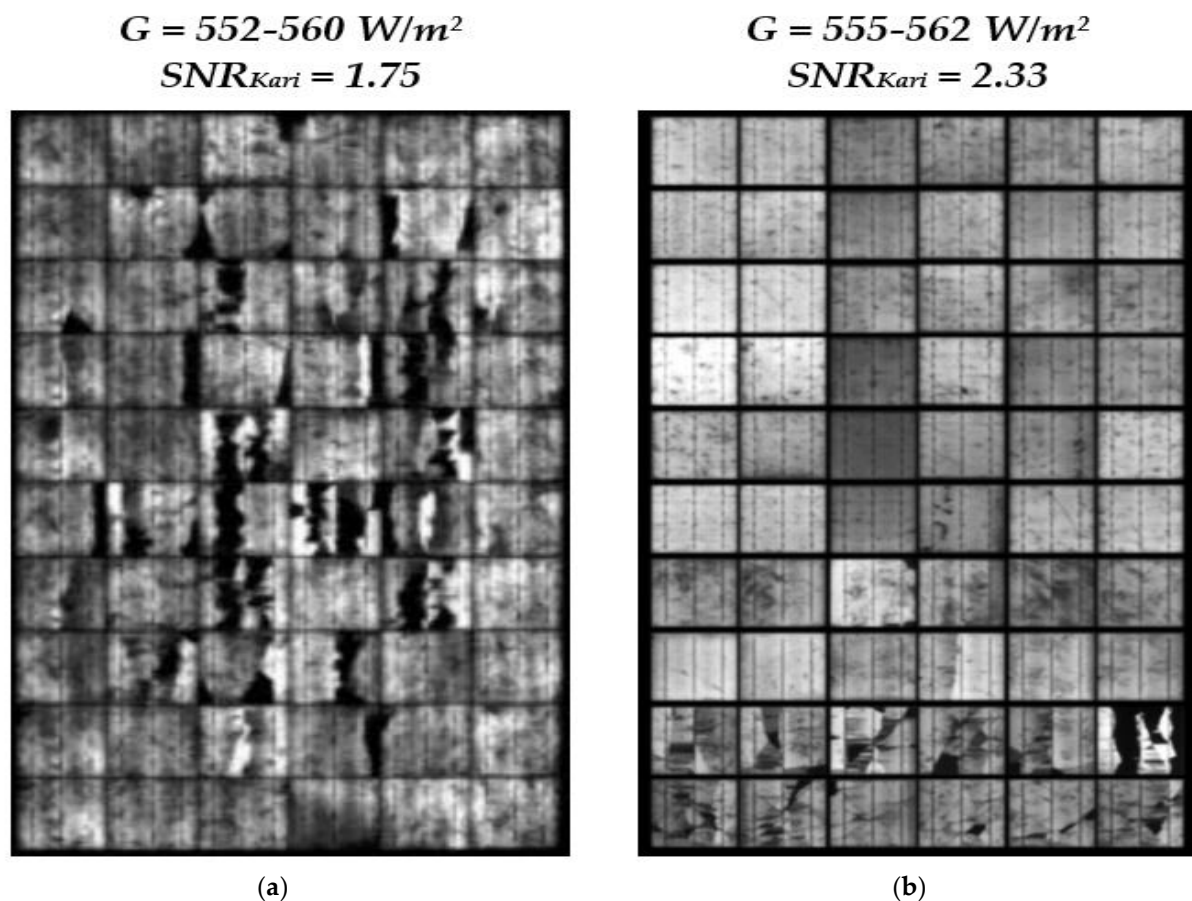 G = 552–560 W/m²
SNRKari = 1.75
G = 555–562 W/m²
SNRKari = 2.33
(a)
(b)